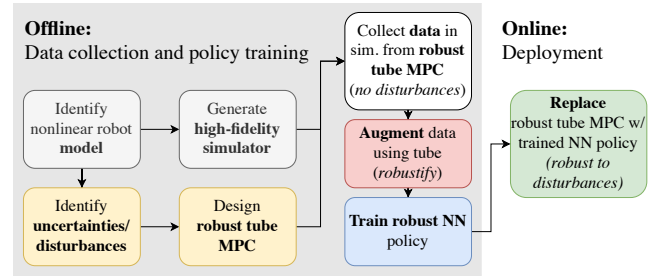 Offline:
Data collection and policy training
Identify
nonlinear robot
model
Generate
high-fidelity
simulator
Identify
uncertainties/
disturbances
Design
robust tube
MPC
Collect data in
sim. from robust
tube MPC
(no disturbances)
Augment data
using tube
(robustify)
Train robust NN
policy
Online:
Deployment
Replace
robust tube MPC w/
trained NN policy
(robust to
disturbances)